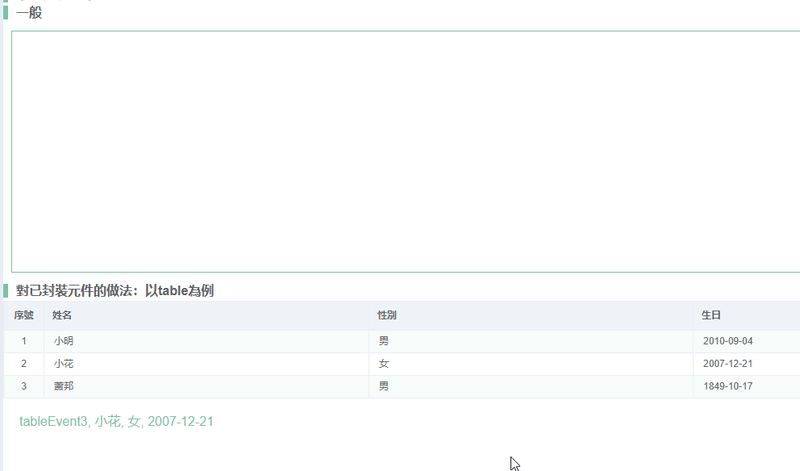 一般
對已封裝元件的做法：以table為例
序號 姓名 性別 生日
1 小明 男 2010-09-04
2 小花 女 2007-12-21
3 蕭邦 男 1849-10-17
tableEvent3, 小花, 女, 2007-12-21